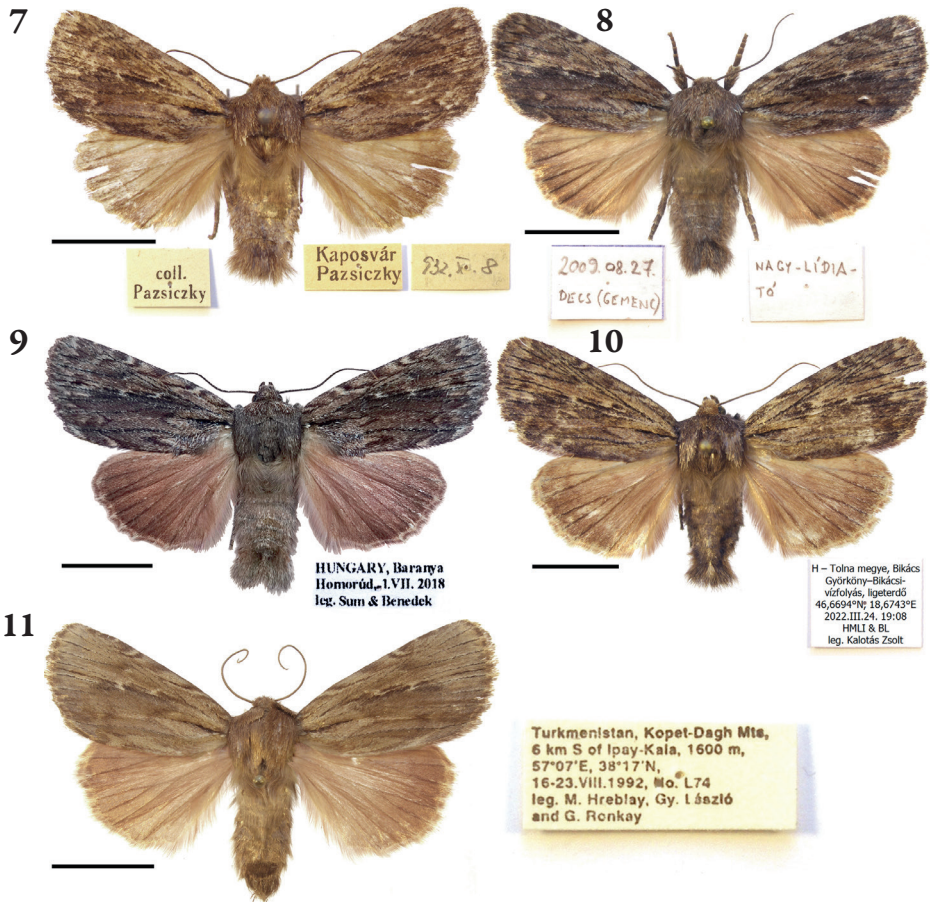 7
coll.
Pazsiczky
Kaposvár
Pazsiczky
932. XI. 8
8
2009.08.27.
DECS (GEMENC)
NAGY-LÍDIA-
TÓ
9
HUNGARY, Baranya
Homorúd, 1.VII. 2018
leg. Sum & Benedek
10
H – Tolna megye, Bikács
Györköny–Bikácsi-
vízfolyás, ligeterdő
46,6694°N; 18,6743°E
2022.III.24. 19:08
HMLI & BL
leg. Kalotás Zsolt
11
Turkmenistan, Kopet-Dagh Mts,
6 km S of Ipay-Kala, 1600 m,
57°07'E, 38°17'N,
16-23.VIII.1992, No. L74
leg. M. Hreblay, Gy. László
and G. Ronkay